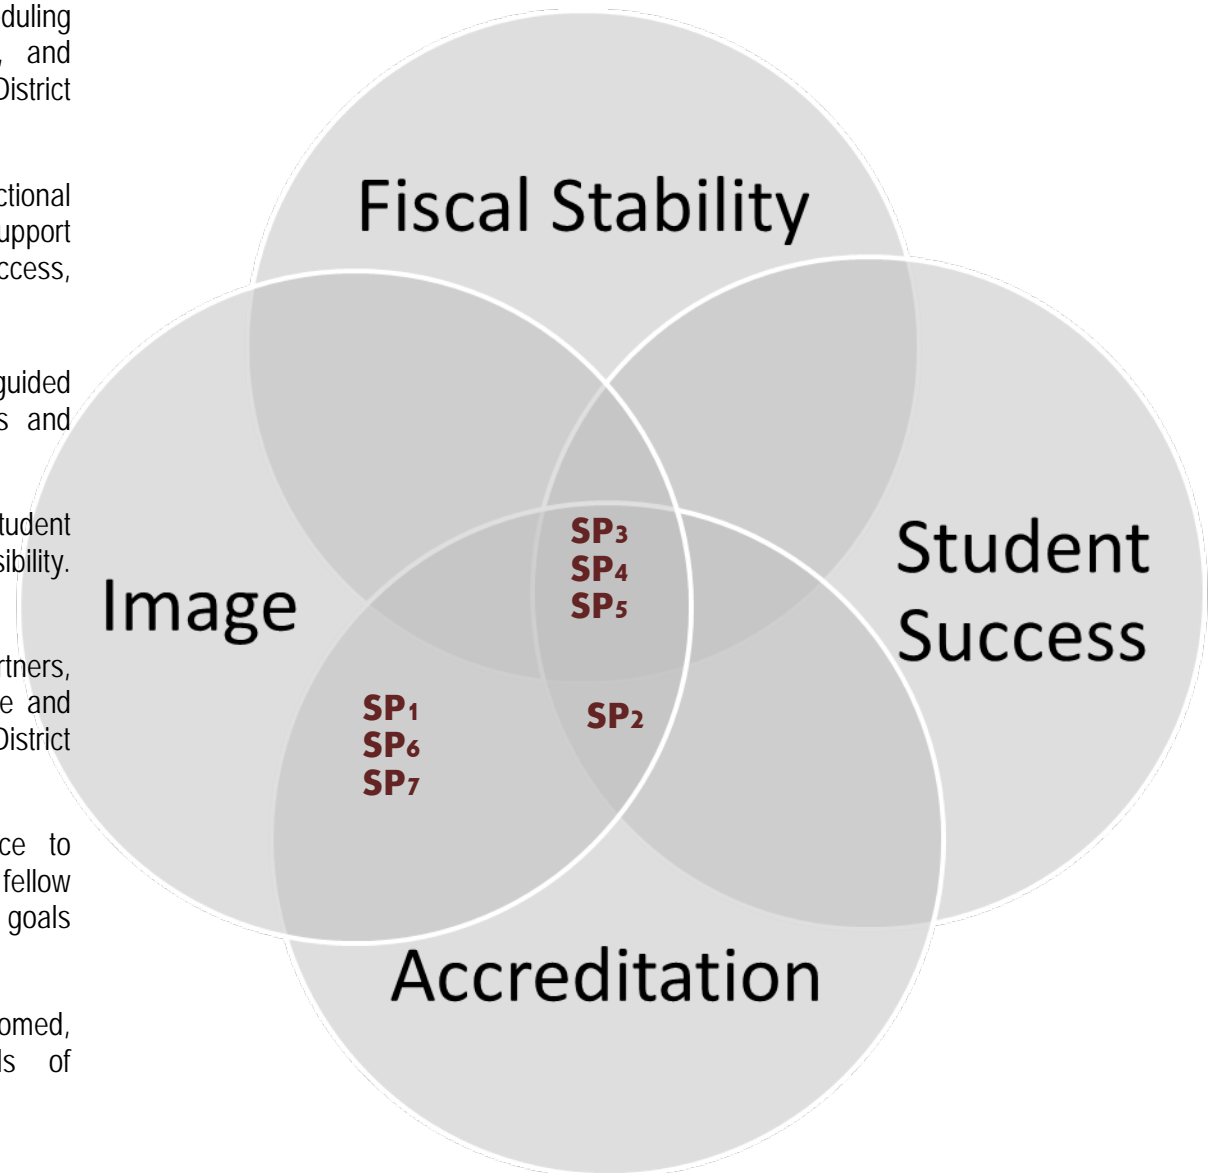 duling
, and
District
ctional
upport
ccess,
guided
s and
tudent
sibility.
rtners,
e and
District
ce to
fellow
goals
omed,
ls of
Fiscal Stability
Image
Student
Success
SP3
SP4
SP5
SP1
SP6
SP7
SP2
Accreditation